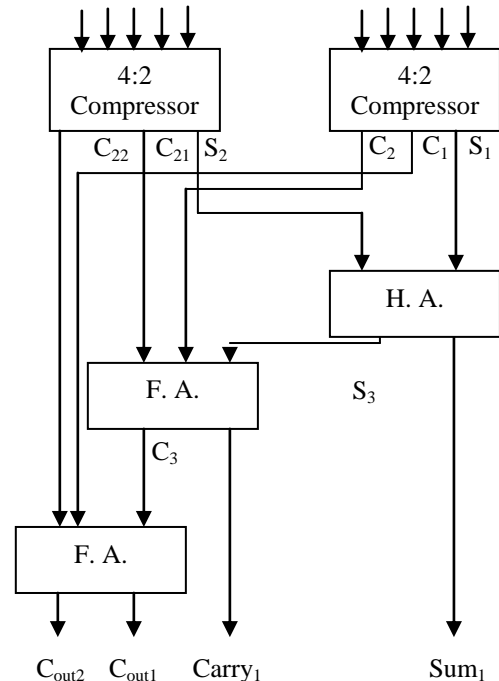 4:2
Compressor
4:2
Compressor
C₂₂ C₂₁ S₂
C₂ C₁ S₁
H. A.
F. A.
S₃
C₃
F. A.
Cₒᵤₜ₂ Cₒᵤₜ₁ Carry₁ Sum₁